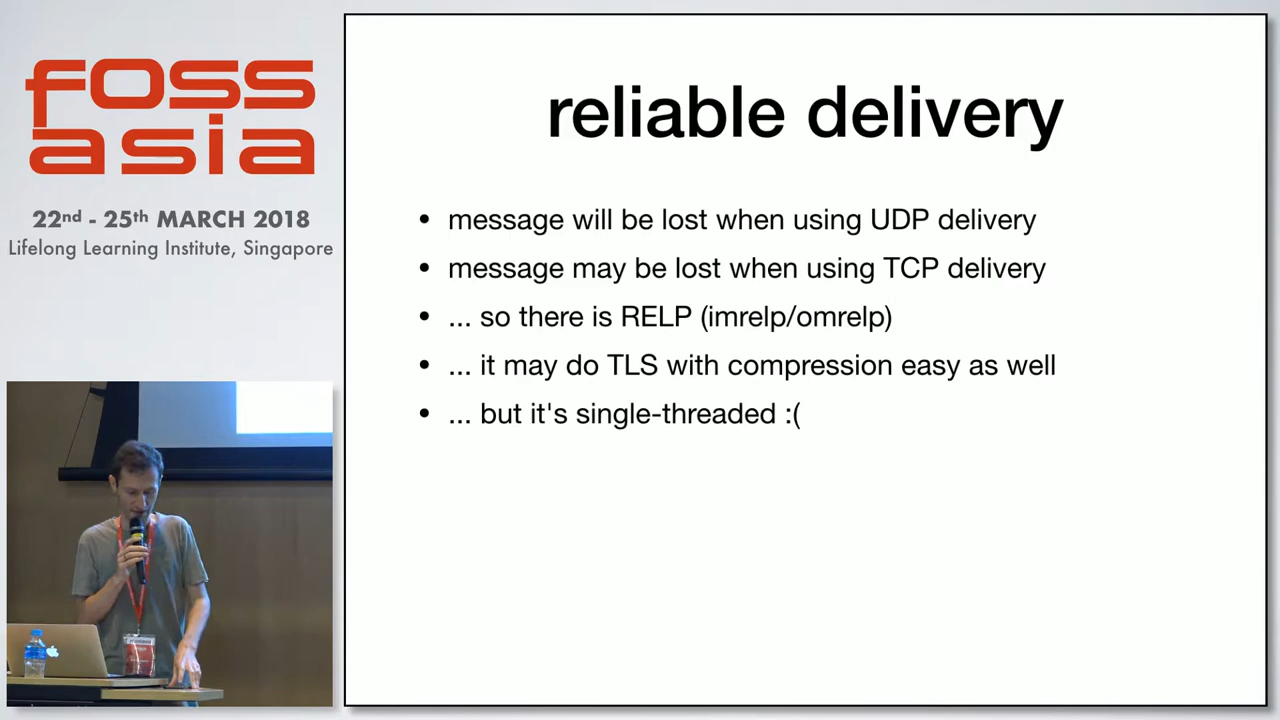 foss
asia
22nd - 25th MARCH 2018
Lifelong Learning Institute, Singapore
reliable delivery
• message will be lost when using UDP delivery
• message may be lost when using TCP delivery
• ... so there is RELP (imrelp/omrelp)
• ... it may do TLS with compression easy as well
• ... but it's single-threaded :(